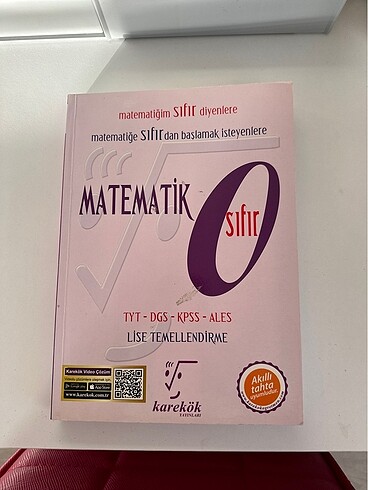 matematiğim sıfır diyenlere
matematiğe sıfırdan başlamak isteyenlere
MATEMATİK 0
sıfır
TYT - DGS - KPSS - ALES
LİSE TEMELLENDİRME
Karekök Video Çözüm
www.karekok.com.tr
karekök
YAYINLARI
Akıllı
tahta
uyumludur.